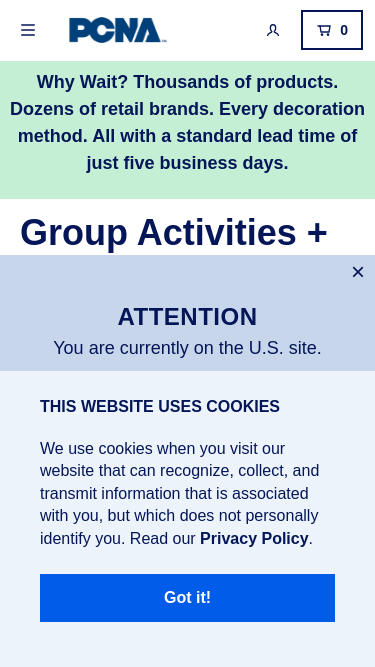 PCNA
0
Why Wait? Thousands of products.
Dozens of retail brands. Every decoration
method. All with a standard lead time of
just five business days.
Group Activities +
ATTENTION
You are currently on the U.S. site.
THIS WEBSITE USES COOKIES
We use cookies when you visit our
website that can recognize, collect, and
transmit information that is associated
with you, but which does not personally
identify you. Read our Privacy Policy.
Got it!